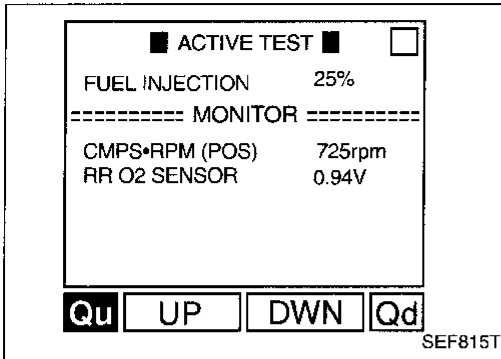 ■ ACTIVE TEST ■
FUEL INJECTION 25%
========= MONITOR =========
CMPS•RPM (POS) 725rpm
RR O2 SENSOR 0.94V
Qu UP DWN Qd
SEF815T